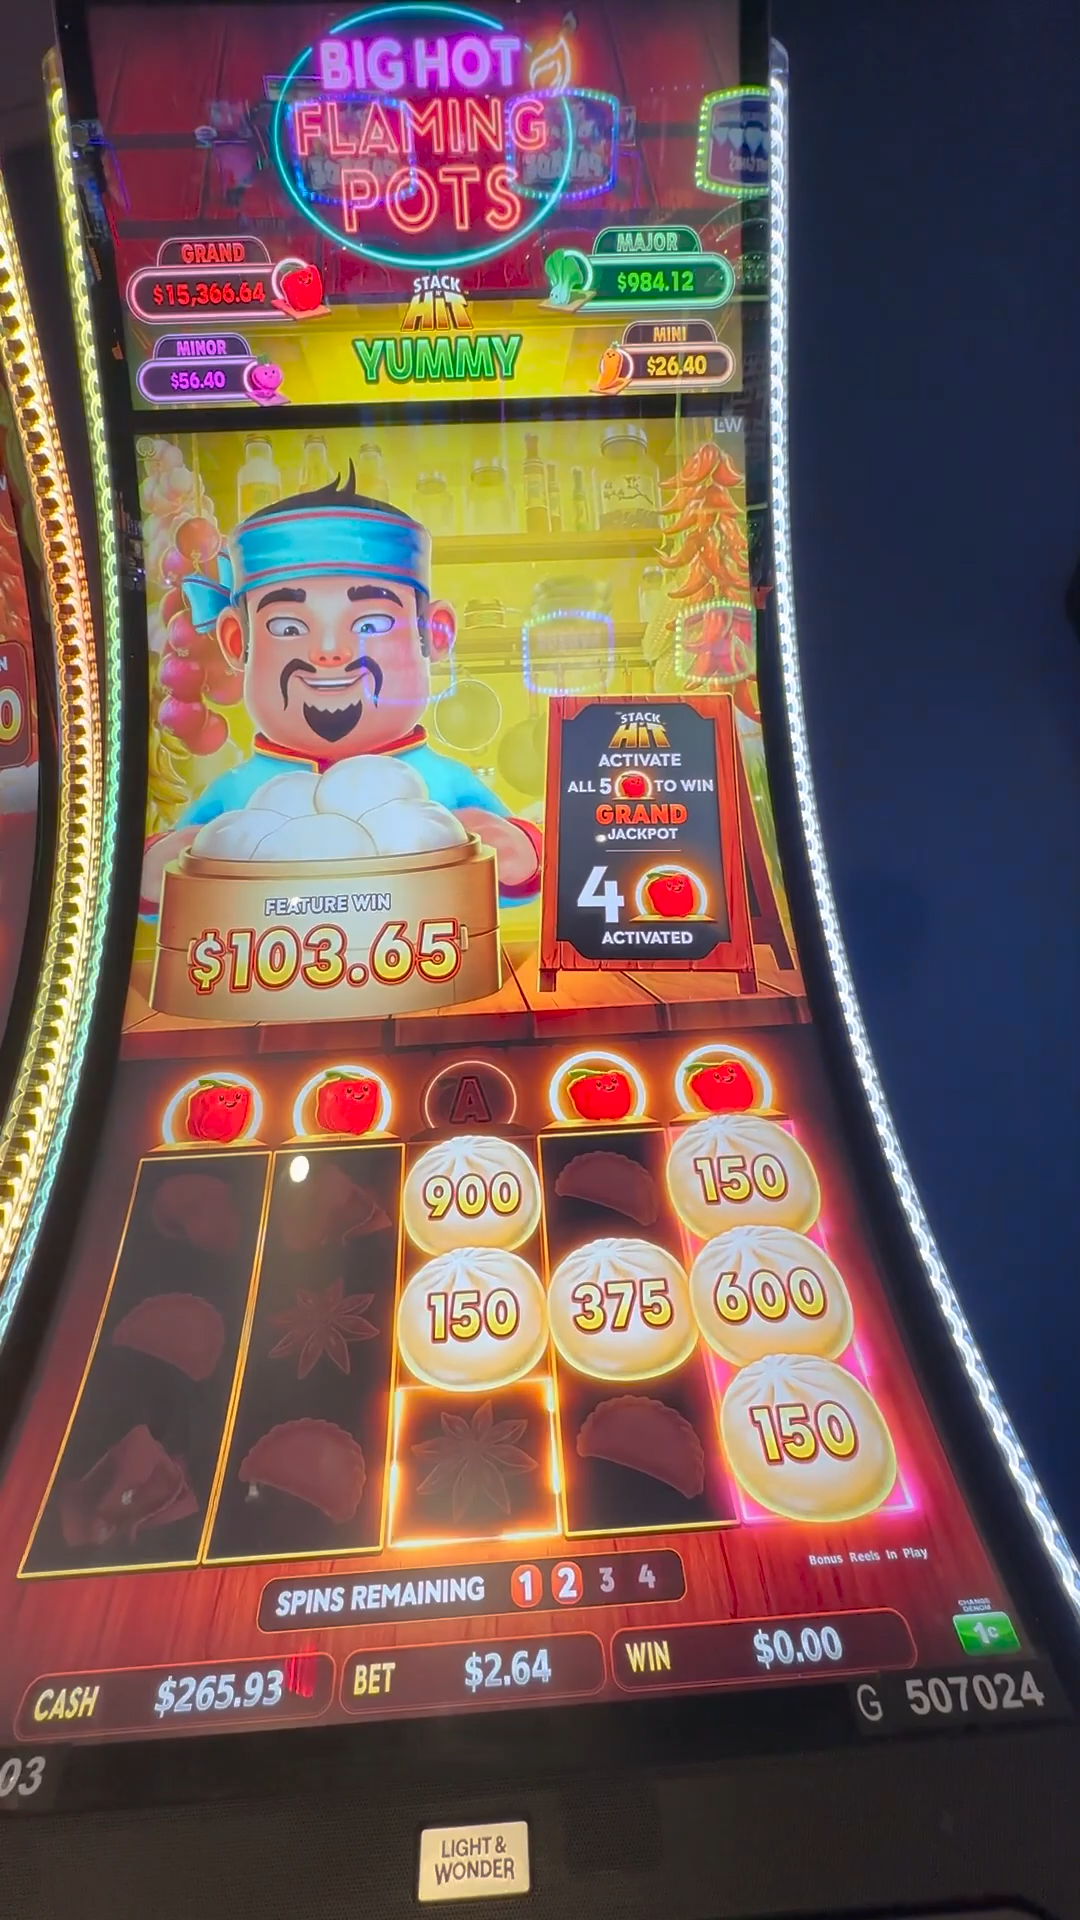 BIG HOT
FLAMING
POTS
GRAND
$15,366.64
MAJOR
$984.12
STACK
N'
HIT
YUMMY
MINOR
$56.40
MINI
$26.40
L&W
STACK
N'
HIT
ACTIVATE
ALL 5 TO WIN
GRAND
JACKPOT
4
ACTIVATED
FEATURE WIN
$103.65
A
900
150
150
375
600
150
Bonus Reels In Play
SPINS REMAINING 1 2 3 4
CHANGE
DENOM
1¢
CASH $265.93
BET $2.64
WIN $0.00
G 507024
03
LIGHT &
WONDER